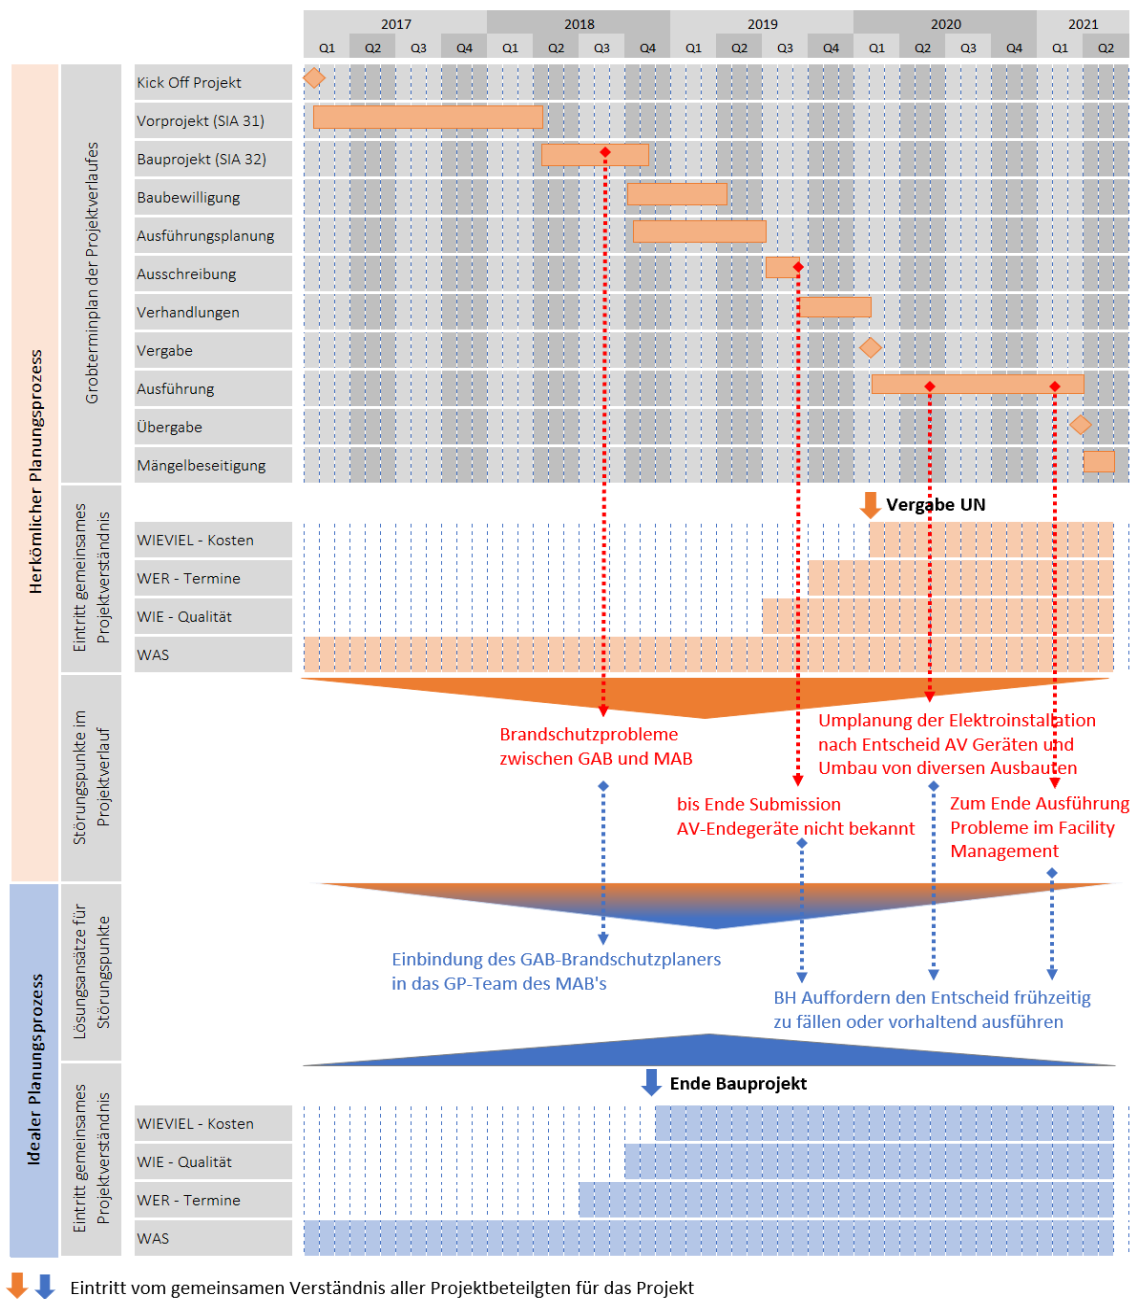 2017 2018 2019 2020 2021
Q1 Q2 Q3 Q4 Q1 Q2 Q3 Q4 Q1 Q2 Q3 Q4 Q1 Q2 Q3 Q4 Q1 Q2
Herkömlicher Planungsprozess
Grobterminplan der Projektverlaufes
Kick Off Projekt
Vorprojekt (SIA 31)
Bauprojekt (SIA 32)
Baubewilligung
Ausführungsplanung
Ausschreibung
Verhandlungen
Vergabe
Ausführung
Übergabe
Mängelbeseitigung
Eintritt gemeinsames
Projektverständnis
Vergabe UN
WIEVIEL - Kosten
WER - Termine
WIE - Qualität
WAS
Störungspunkte im
Projektverlauf
Brandschutzprobleme
zwischen GAB und MAB
bis Ende Submission
AV-Endegeräte nicht bekannt
Umplanung der Elektroinstallation
nach Entscheid AV Geräten und
Umbau von diversen Ausbauten
Zum Ende Ausführung
Probleme im Facility
Management
Idealer Planungsprozess
Lösungsansätze für
Störungspunkte
Einbindung des GAB-Brandschutzplaners
in das GP-Team des MAB's
BH Auffordern den Entscheid frühzeitig
zu fällen oder vorhaltend ausführen
Eintritt gemeinsames
Projektverständnis
Ende Bauprojekt
WIEVIEL - Kosten
WIE - Qualität
WER - Termine
WAS
Eintritt vom gemeinsamen Verständnis aller Projektbeteilgten für das Projekt